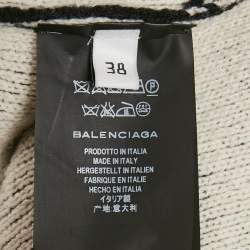 38
BALENCIAGA
PRODOTTO IN ITALIA
MADE IN ITALY
HERGESTELLT IN ITALIEN
FABRIQUE EN ITALIE
HECHO EN ITALIA
イタリア製
产地:意大利